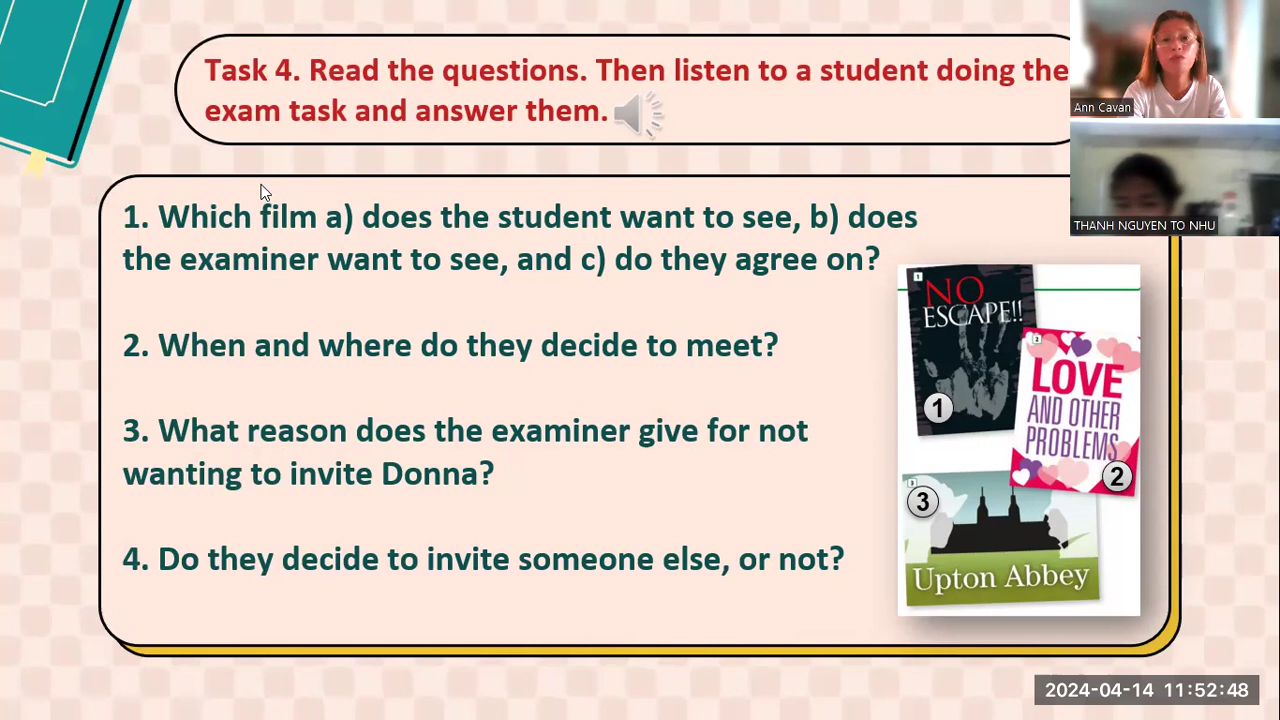 Task 4. Read the questions. Then listen to a student doing the
exam task and answer them.
Ann Cavan
THANH NGUYEN TO NHU
1. Which film a) does the student want to see, b) does
the examiner want to see, and c) do they agree on?
2. When and where do they decide to meet?
3. What reason does the examiner give for not
wanting to invite Donna?
4. Do they decide to invite someone else, or not?
1
NO
ESCAPE!!
1
2
LOVE
AND OTHER
PROBLEMS
2
3
3
Upton Abbey
2024-04-14 11:52:48